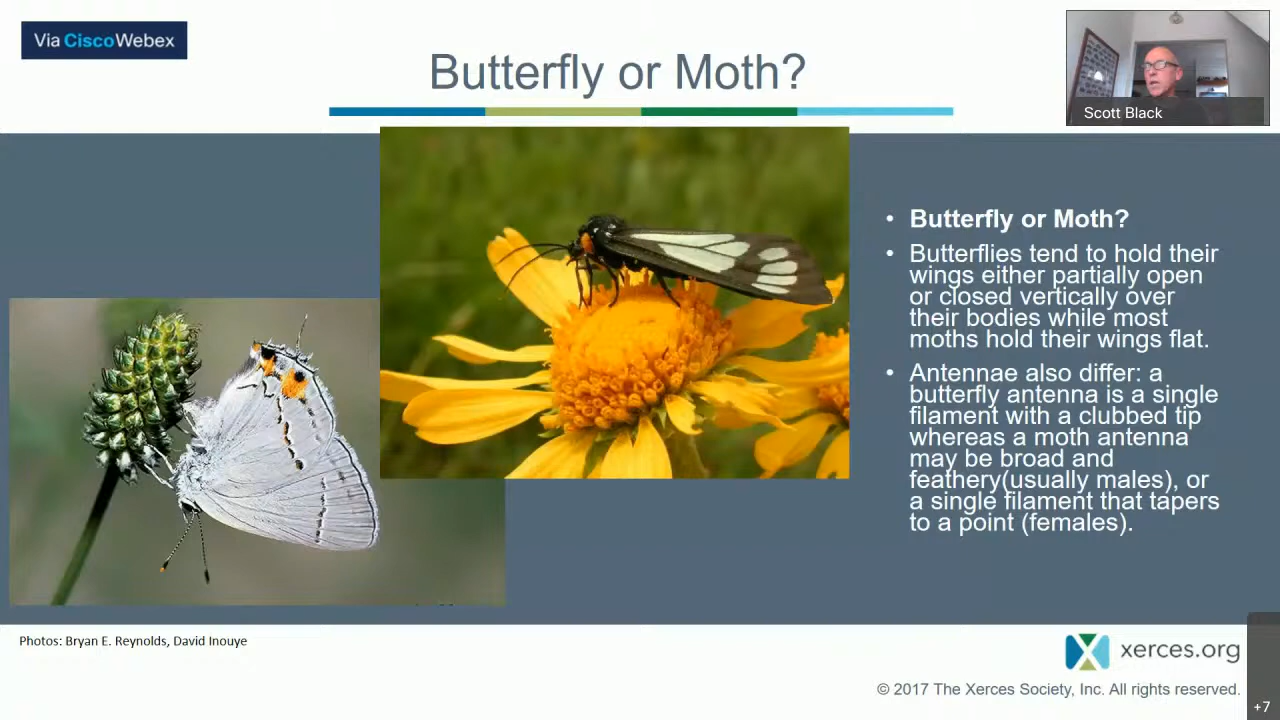 Via CiscoWebex
Butterfly or Moth?
Scott Black
• Butterfly or Moth?
• Butterflies tend to hold their
wings either partially open
or closed vertically over
their bodies while most
moths hold their wings flat.
• Antennae also differ: a
butterfly antenna is a single
filament with a clubbed tip
whereas a moth antenna
may be broad and
feathery(usually males), or
a single filament that tapers
to a point (females).
Photos: Bryan E. Reynolds, David Inouye
xerces.org
© 2017 The Xerces Society, Inc. All rights reserved.
+7